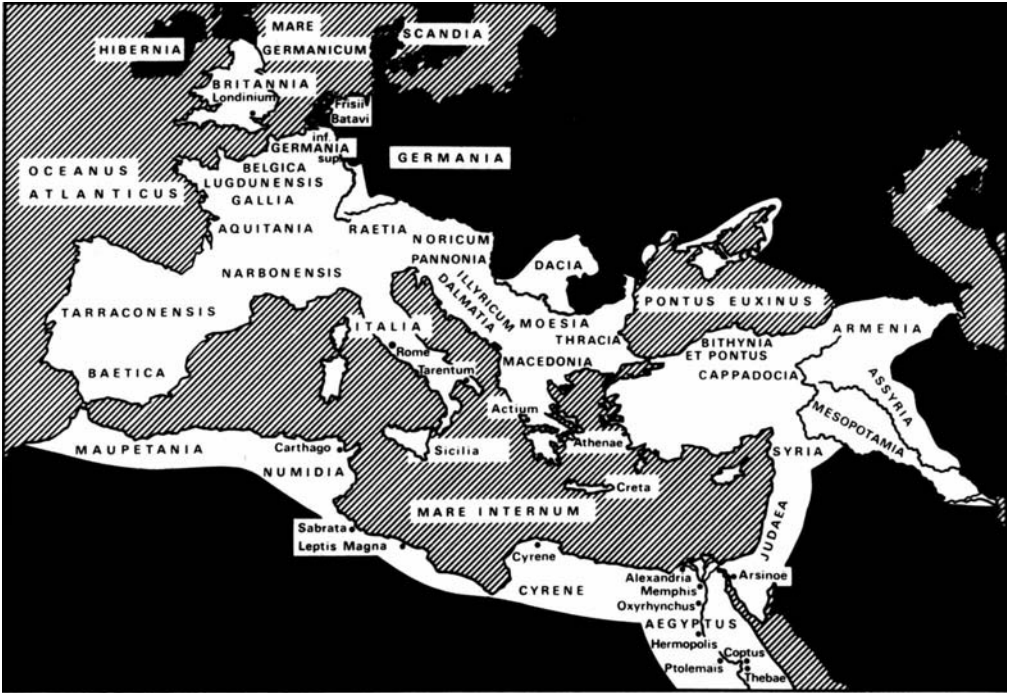 MARE
GERMANICUM
SCANDIA
HIBERNIA
BRITANNIA
Londinium
Frisii
Batavi
inf.
GERMANIA
sup.
GERMANIA
BELGICA
OCEANUS
ATLANTICUS
LUGDUNENSIS
GALLIA
AQUITANIA
RAETIA
NORICUM
PANNONIA
DACIA
NARBONENSIS
ILLYRICUM
DALMATIA
PONTUS EUXINUS
TARRACONENSIS
ITALIA
MOESIA
THRACIA
ARMENIA
BITHYNIA
ET PONTUS
Rome
MACEDONIA
BAETICA
Tarentum
CAPPADOCIA
ASSYRIA
MESOPOTAMIA
Actium
MAUPETANIA
Carthago
Sicilia
Athenae
SYRIA
NUMIDIA
Creta
MARE INTERNUM
JUDAEA
Sabrata
Leptis Magna
Cyrene
CYRENE
Alexandria
Arsinoë
Memphis
Oxyrhynchus
AEGYPTUS
Hermopolis
Coptus
Ptolemais
Thebae